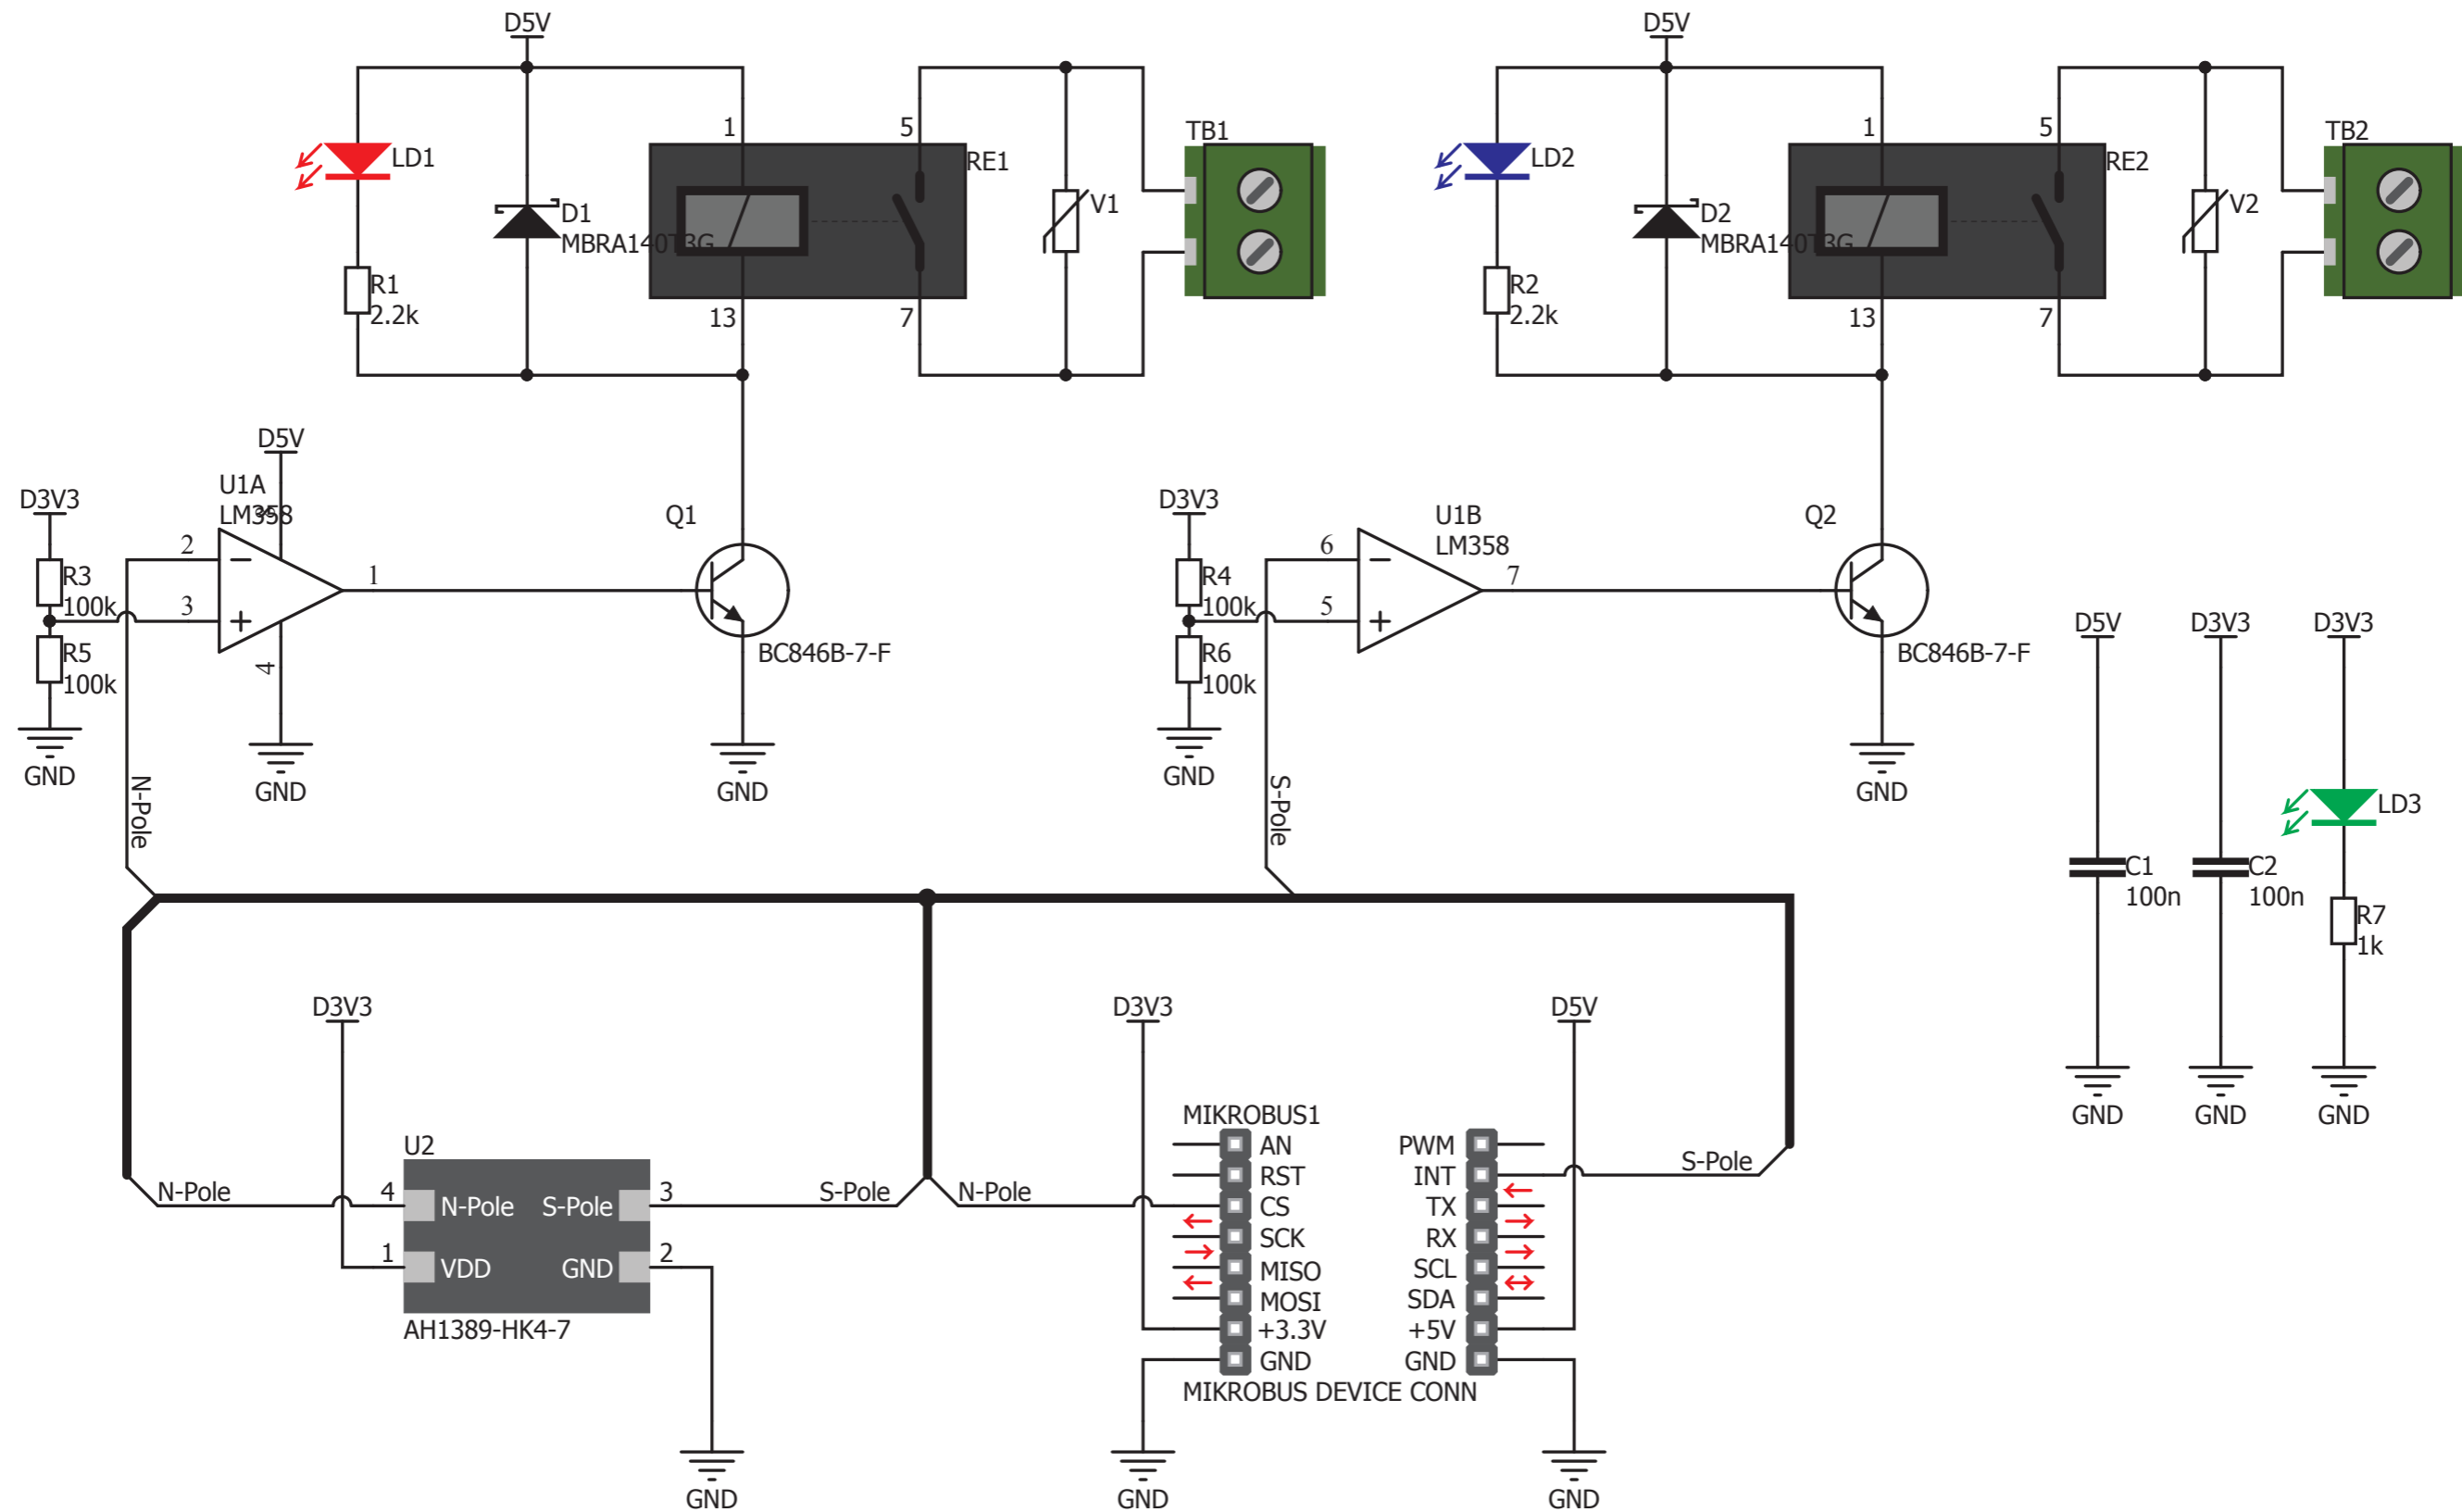 D5V
D5V
1
5
TB1
LD1
RE1
D1
MBRA140T3G
V1
R1
2.2k
13
7
1
5
TB2
LD2
RE2
D2
MBRA140T3G
V2
R2
2.2k
13
7
D5V
U1A
LM358
8
D3V3
2
R3
100k
3
1
R5
100k
4
Q1
BC846B-7-F
GND
GND
GND
N-Pole
D3V3
U1B
LM358
6
R4
100k
5
7
R6
100k
Q2
BC846B-7-F
GND
GND
S-Pole
D5V
D3V3
D3V3
LD3
C1
100n
C2
100n
R7
1k
GND
GND
GND
D3V3
D3V3
D5V
U2
N-Pole
4
N-Pole
S-Pole
3
S-Pole
1
VDD
GND
2
AH1389-HK4-7
GND
N-Pole
MIKROBUS1
AN
PWM
RST
INT
S-Pole
CS
TX
SCK
RX
MISO
SCL
MOSI
SDA
+3.3V
+5V
GND
GND
MIKROBUS DEVICE CONN
GND
GND